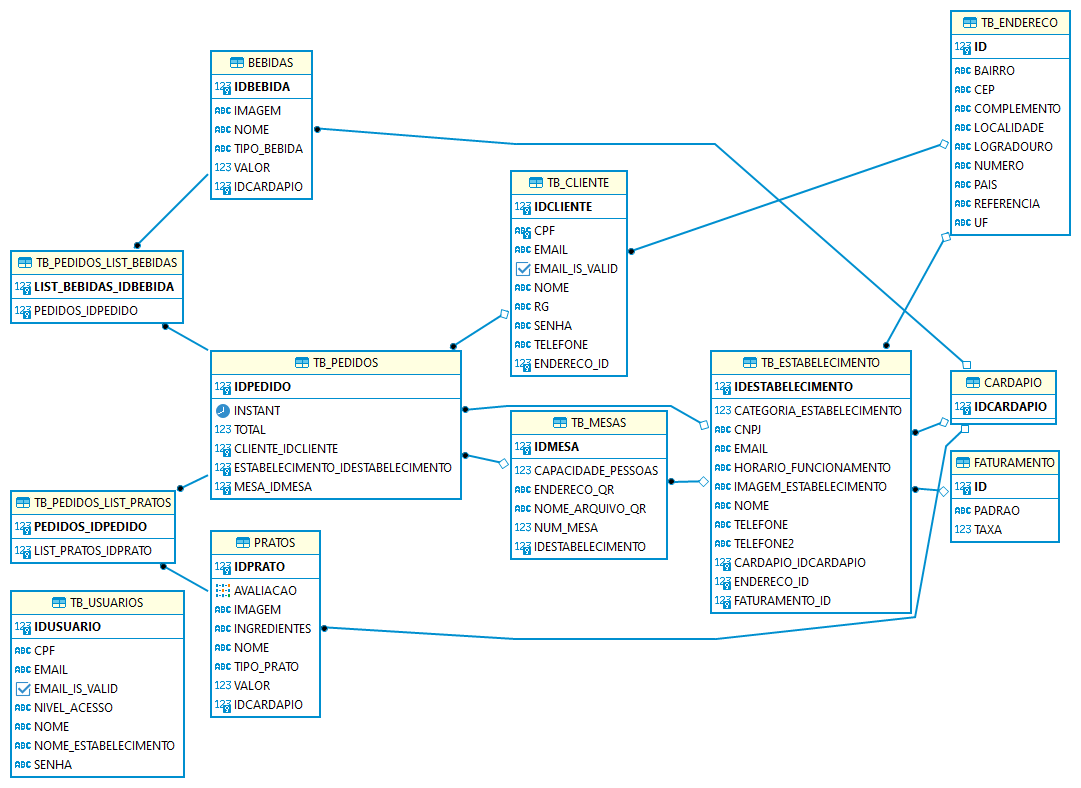 TB_ENDERECO
ID
BAIRRO
CEP
COMPLEMENTO
LOCALIDADE
LOGRADOURO
NUMERO
PAIS
REFERENCIA
UF
BEBIDAS
IDBEBIDA
IMAGEM
NOME
TIPO_BEBIDA
VALOR
IDCARDAPIO
TB_CLIENTE
IDCLIENTE
CPF
EMAIL
EMAIL_IS_VALID
NOME
RG
SENHA
TELEFONE
ENDERECO_ID
TB_PEDIDOS_LIST_BEBIDAS
LIST_BEBIDAS_IDBEBIDA
PEDIDOS_IDPEDIDO
TB_PEDIDOS
IDPEDIDO
INSTANT
TOTAL
CLIENTE_IDCLIENTE
ESTABELECIMENTO_IDESTABELECIMENTO
MESA_IDMESA
TB_ESTABELECIMENTO
IDESTABELECIMENTO
CATEGORIA_ESTABELECIMENTO
CNPJ
EMAIL
HORARIO_FUNCIONAMENTO
IMAGEM_ESTABELECIMENTO
NOME
TELEFONE
TELEFONE2
CARDAPIO_IDCARDAPIO
ENDERECO_ID
FATURAMENTO_ID
CARDAPIO
IDCARDAPIO
TB_MESAS
IDMESA
CAPACIDADE_PESSOAS
ENDERECO_QR
NOME_ARQUIVO_QR
NUM_MESA
IDESTABELECIMENTO
FATURAMENTO
ID
PADRAO
TAXA
TB_PEDIDOS_LIST_PRATOS
PEDIDOS_IDPEDIDO
LIST_PRATOS_IDPRATO
PRATOS
IDPRATO
AVALIACAO
IMAGEM
INGREDIENTES
NOME
TIPO_PRATO
VALOR
IDCARDAPIO
TB_USUARIOS
IDUSUARIO
CPF
EMAIL
EMAIL_IS_VALID
NIVEL_ACESSO
NOME
NOME_ESTABELECIMENTO
SENHA